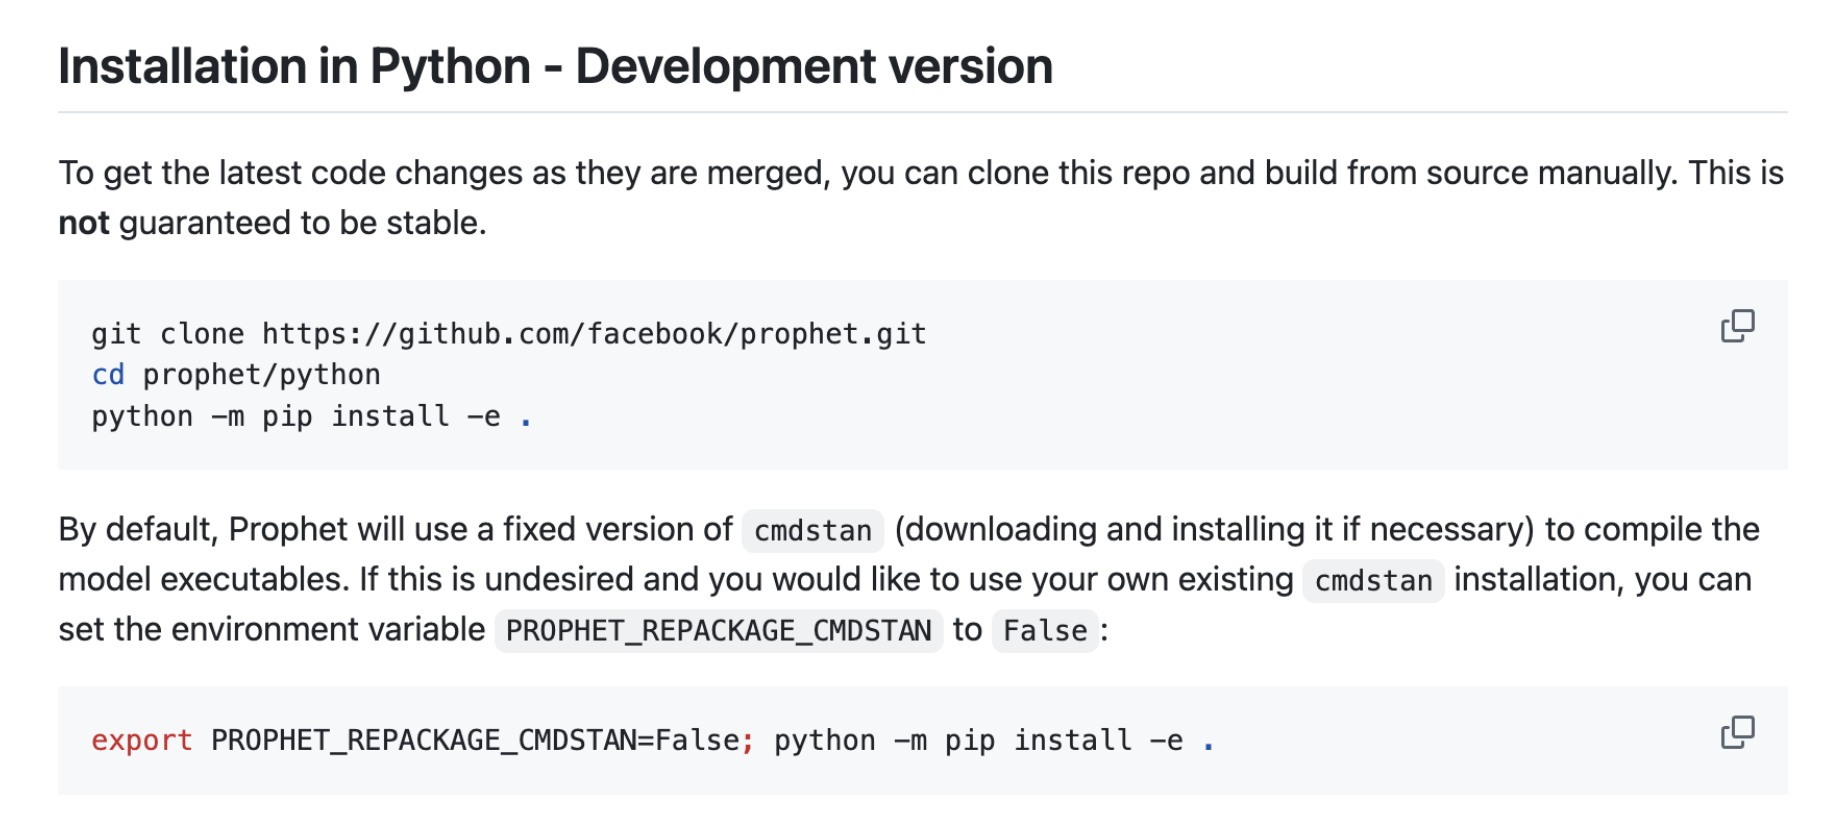 Installation in Python - Development version
To get the latest code changes as they are merged, you can clone this repo and build from source manually. This is
not guaranteed to be stable.
git clone https://github.com/facebook/prophet.git
cd prophet/python
python -m pip install -e .
By default, Prophet will use a fixed version of cmdstan (downloading and installing it if necessary) to compile the
model executables. If this is undesired and you would like to use your own existing cmdstan installation, you can
set the environment variable PROPHET_REPACKAGE_CMDSTAN to False:
export PROPHET_REPACKAGE_CMDSTAN=False; python -m pip install -e .